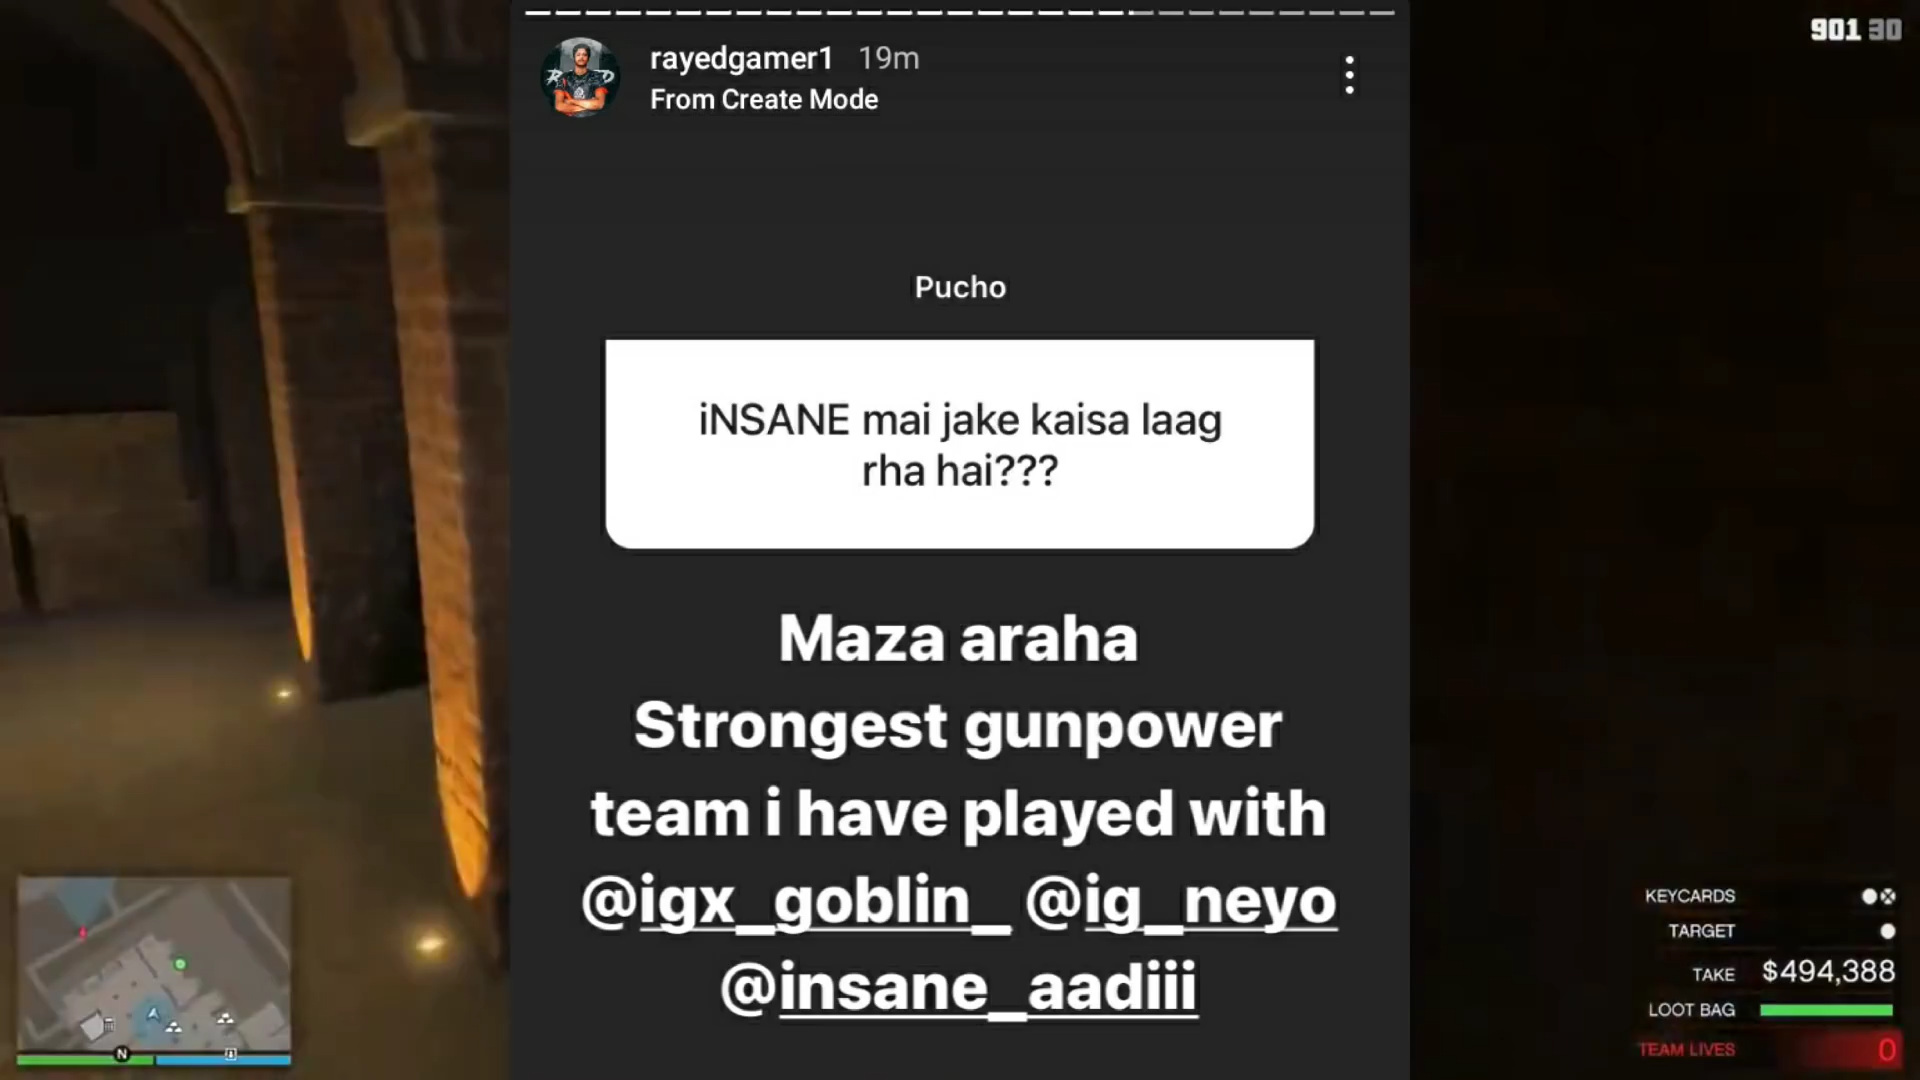 901 30
rayedgamer1 19m
From Create Mode
Pucho
iNSANE mai jake kaisa laag
rha hai???
Maza araha
Strongest gunpower
team i have played with
@igx_goblin_ @ig_neyo
@insane_aadiii
N
KEYCARDS
TARGET
TAKE $494,388
LOOT BAG
TEAM LIVES 0